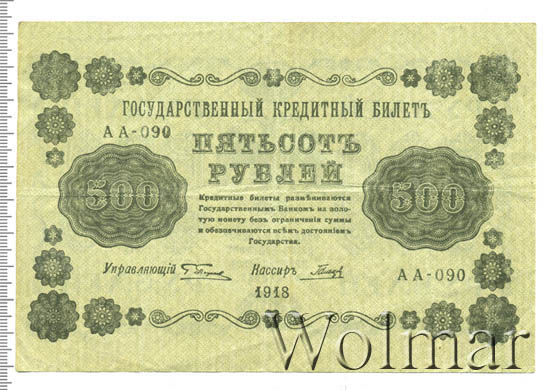 ГОСУДАРСТВЕННЫЙ КРЕДИТНЫЙ БИЛЕТЪ
АА-090
ПЯТЬСОТЪ
РУБЛЕЙ
500
500
Кредитные билеты размѣниваются
Государственнымъ Банкомъ на золо-
тую монету безъ ограниченія суммы
и обезпечиваются всѣмъ достояніемъ
Государства.
Управляющій
Кассиръ
АА-090
1918
Wolmar